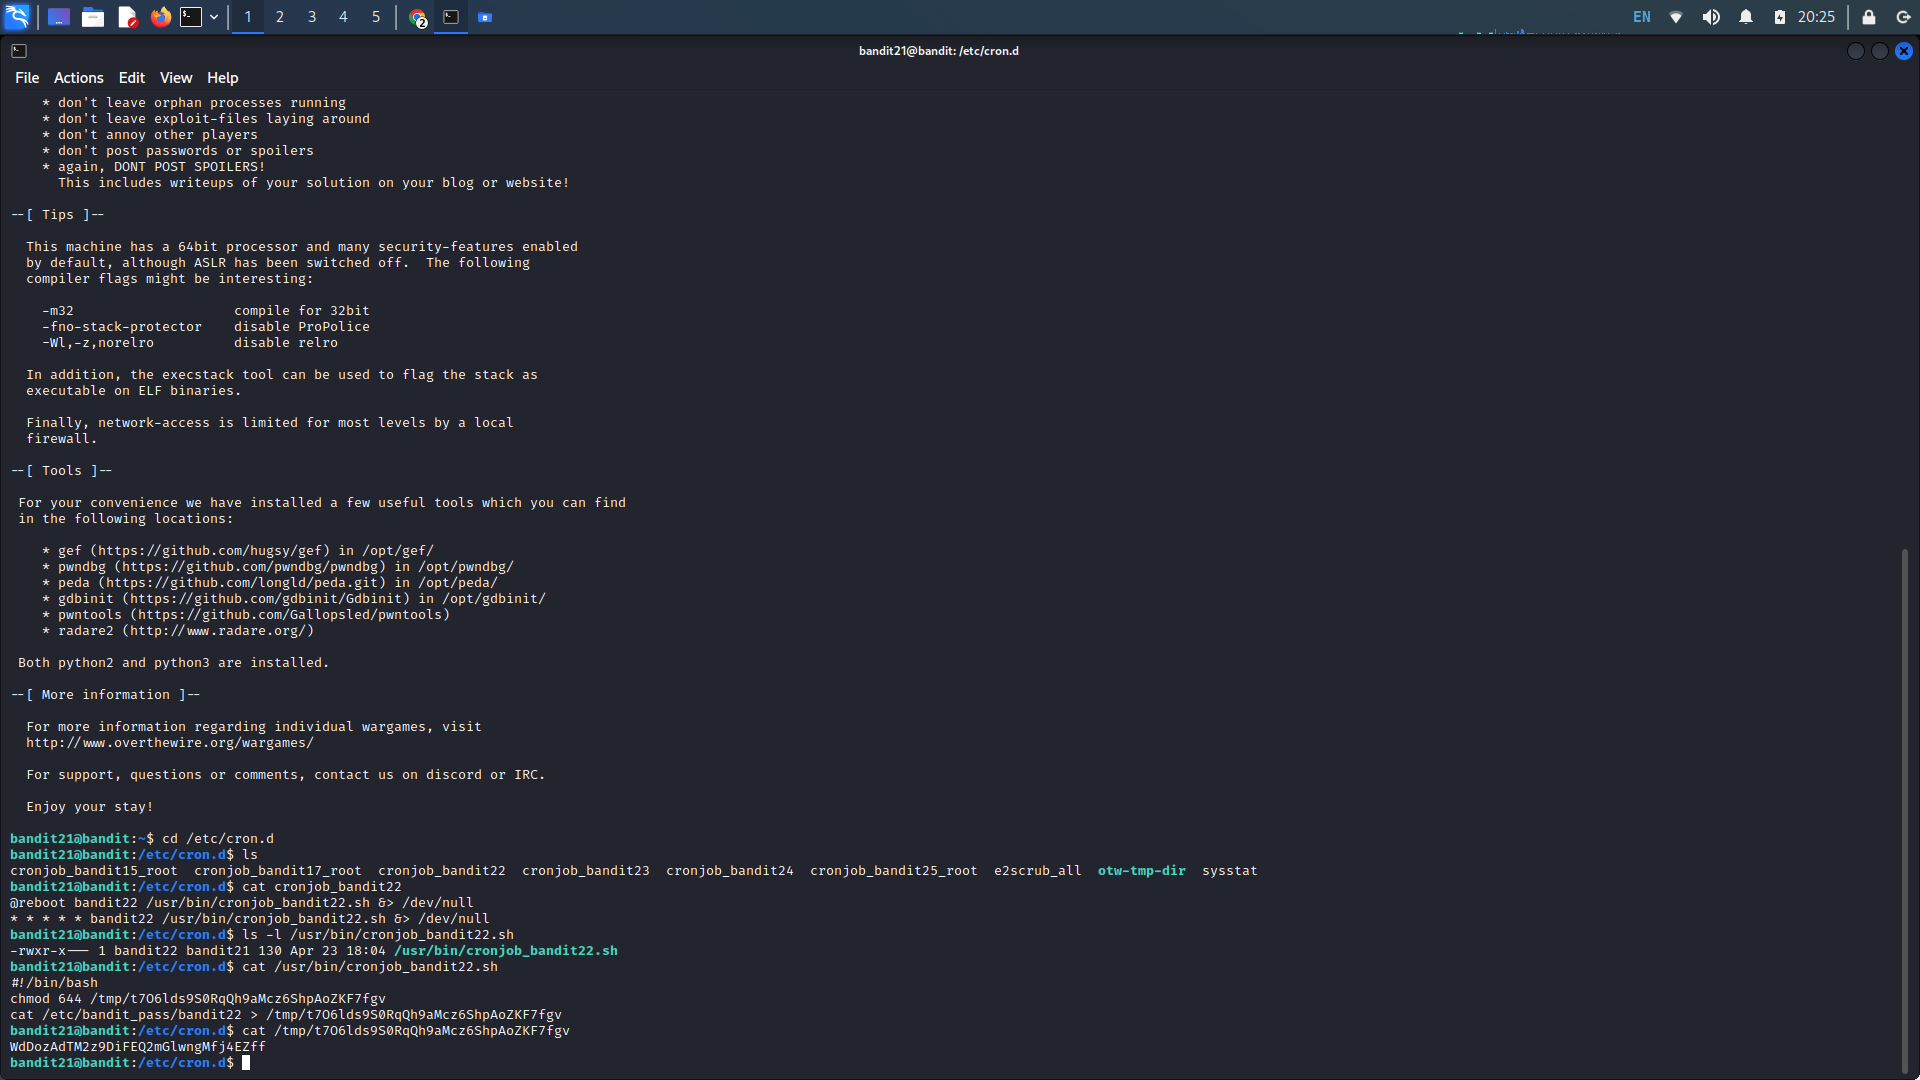 1 2 3 4 5 2 EN 20:25
bandit21@bandit: /etc/cron.d
File Actions Edit View Help
* don't leave orphan processes running
* don't leave exploit-files laying around
* don't annoy other players
* don't post passwords or spoilers
* again, DONT POST SPOILERS!
This includes writeups of your solution on your blog or website!
--[ Tips ]--
This machine has a 64bit processor and many security-features enabled
by default, although ASLR has been switched off.  The following
compiler flags might be interesting:
-m32                    compile for 32bit
-fno-stack-protector    disable ProPolice
-Wl,-z,norelro          disable relro
In addition, the execstack tool can be used to flag the stack as
executable on ELF binaries.
Finally, network-access is limited for most levels by a local
firewall.
--[ Tools ]--
For your convenience we have installed a few useful tools which you can find
in the following locations:
* gef (https://github.com/hugsy/gef) in /opt/gef/
* pwndbg (https://github.com/pwndbg/pwndbg) in /opt/pwndbg/
* peda (https://github.com/longld/peda.git) in /opt/peda/
* gdbinit (https://github.com/gdbinit/Gdbinit) in /opt/gdbinit/
* pwntools (https://github.com/Gallopsled/pwntools)
* radare2 (http://www.radare.org/)
Both python2 and python3 are installed.
--[ More information ]--
For more information regarding individual wargames, visit
http://www.overthewire.org/wargames/
For support, questions or comments, contact us on discord or IRC.
Enjoy your stay!
bandit21@bandit:~$ cd /etc/cron.d
bandit21@bandit:/etc/cron.d$ ls
cronjob_bandit15_root  cronjob_bandit17_root  cronjob_bandit22  cronjob_bandit23  cronjob_bandit24  cronjob_bandit25_root  e2scrub_all  otw-tmp-dir  sysstat
bandit21@bandit:/etc/cron.d$ cat cronjob_bandit22
@reboot bandit22 /usr/bin/cronjob_bandit22.sh &> /dev/null
* * * * * bandit22 /usr/bin/cronjob_bandit22.sh &> /dev/null
bandit21@bandit:/etc/cron.d$ ls -l /usr/bin/cronjob_bandit22.sh
-rwxr-x--- 1 bandit22 bandit21 130 Apr 23 18:04 /usr/bin/cronjob_bandit22.sh
bandit21@bandit:/etc/cron.d$ cat /usr/bin/cronjob_bandit22.sh
#!/bin/bash
chmod 644 /tmp/t7O6lds9S0RqQh9aMcz6ShpAoZKF7fgv
cat /etc/bandit_pass/bandit22 > /tmp/t7O6lds9S0RqQh9aMcz6ShpAoZKF7fgv
bandit21@bandit:/etc/cron.d$ cat /tmp/t7O6lds9S0RqQh9aMcz6ShpAoZKF7fgv
WdDozAdTM2z9DiFEQ2mGlwngMfj4EZff
bandit21@bandit:/etc/cron.d$